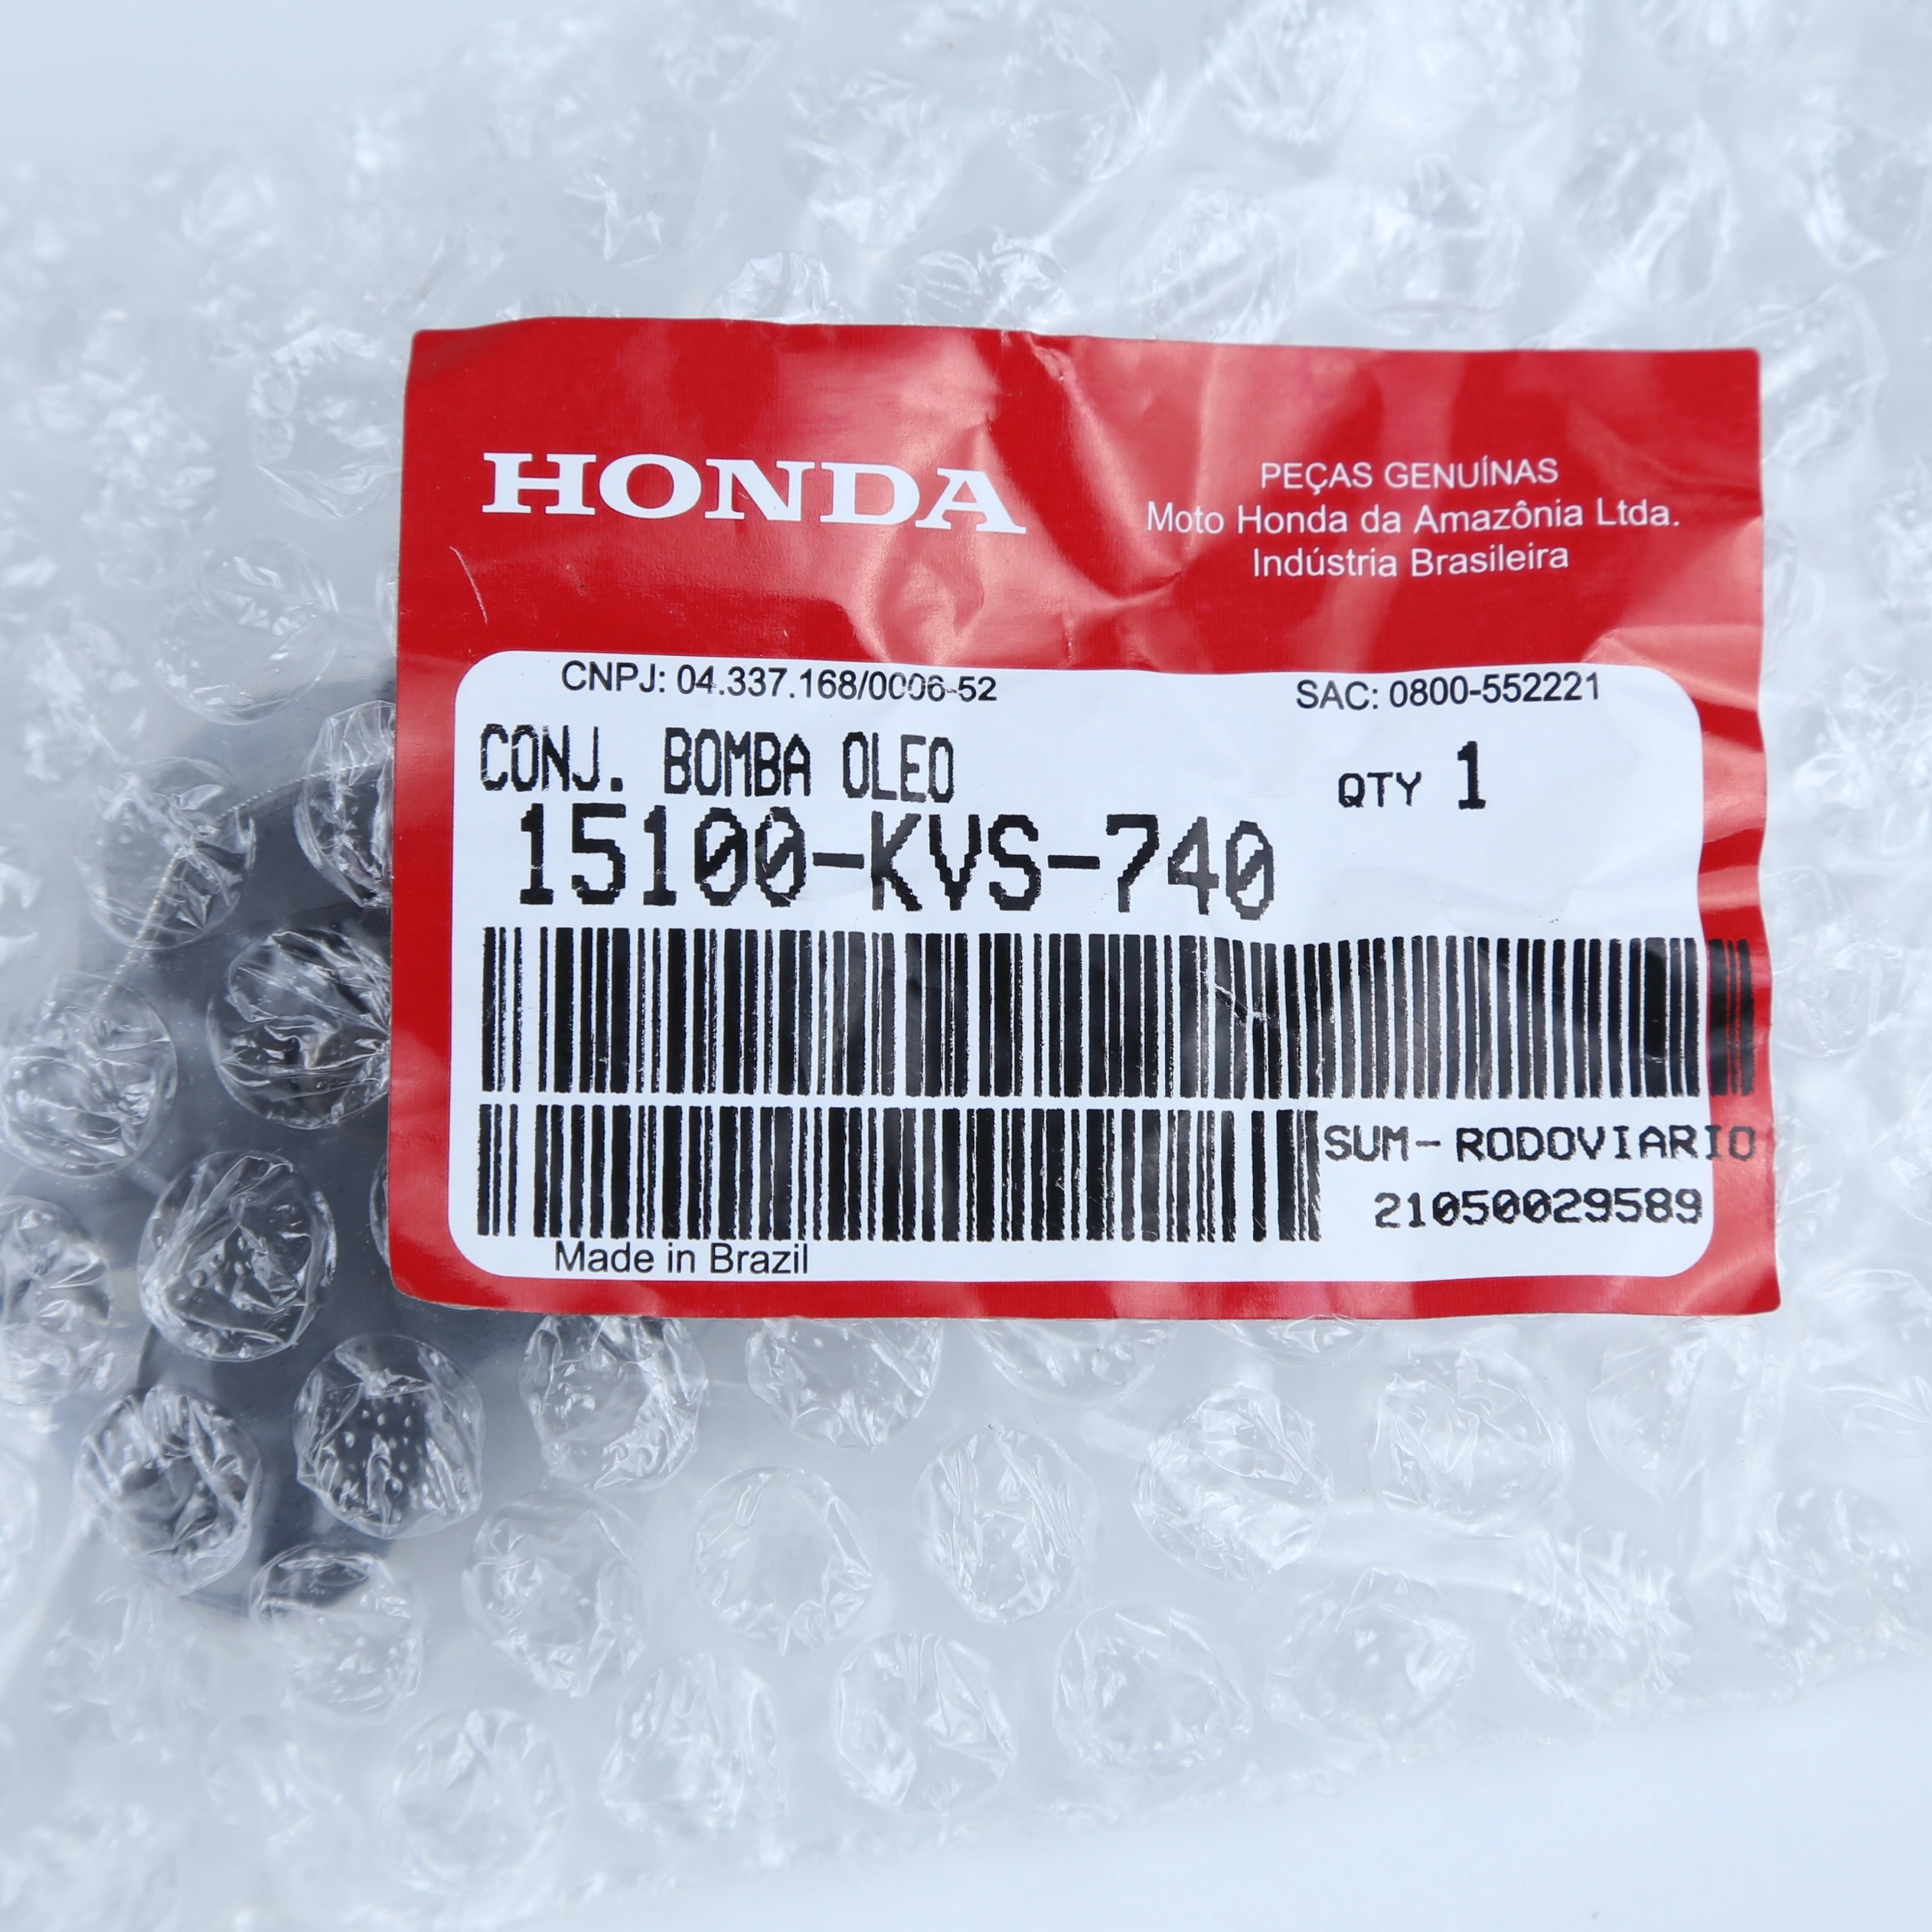 HONDA
PEÇAS GENUÍNAS
Moto Honda da Amazônia Ltda.
Indústria Brasileira
CNPJ: 04.337.168/0006-52
SAC: 0800-552221
CONJ. BOMBA OLEO
QTY 1
15100-KVS-740
SUM- RODOVIARIO
21050029589
Made in Brazil